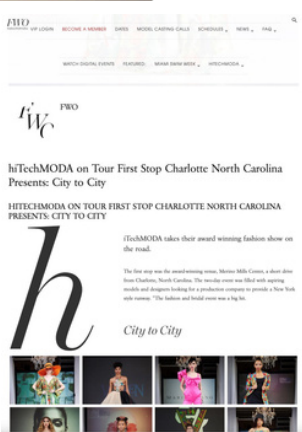 FWO
VIP LOGIN BECOME A MEMBER DATES MODEL CASTING CALLS SCHEDULES NEWS FAQ
WATCH DIGITAL EVENTS FEATURED MIAMI SWIM WEEK HITECHMODA
FWO
FWO
hiTechMODA on Tour First Stop Charlotte North Carolina
Presents: City to City
HITECHMODA ON TOUR FIRST STOP CHARLOTTE NORTH CAROLINA
PRESENTS: CITY TO CITY
h
iTechMODA takes their award winning fashion show on
the road.
The first stop was the award-winning venue, Merino Mills Center, a short drive
from Charlotte, North Carolina. The two-day event was filled with aspiring
models and designers looking for a production company to provide a New York
style runway. "The fashion and bridal event was a big hit.
City to City